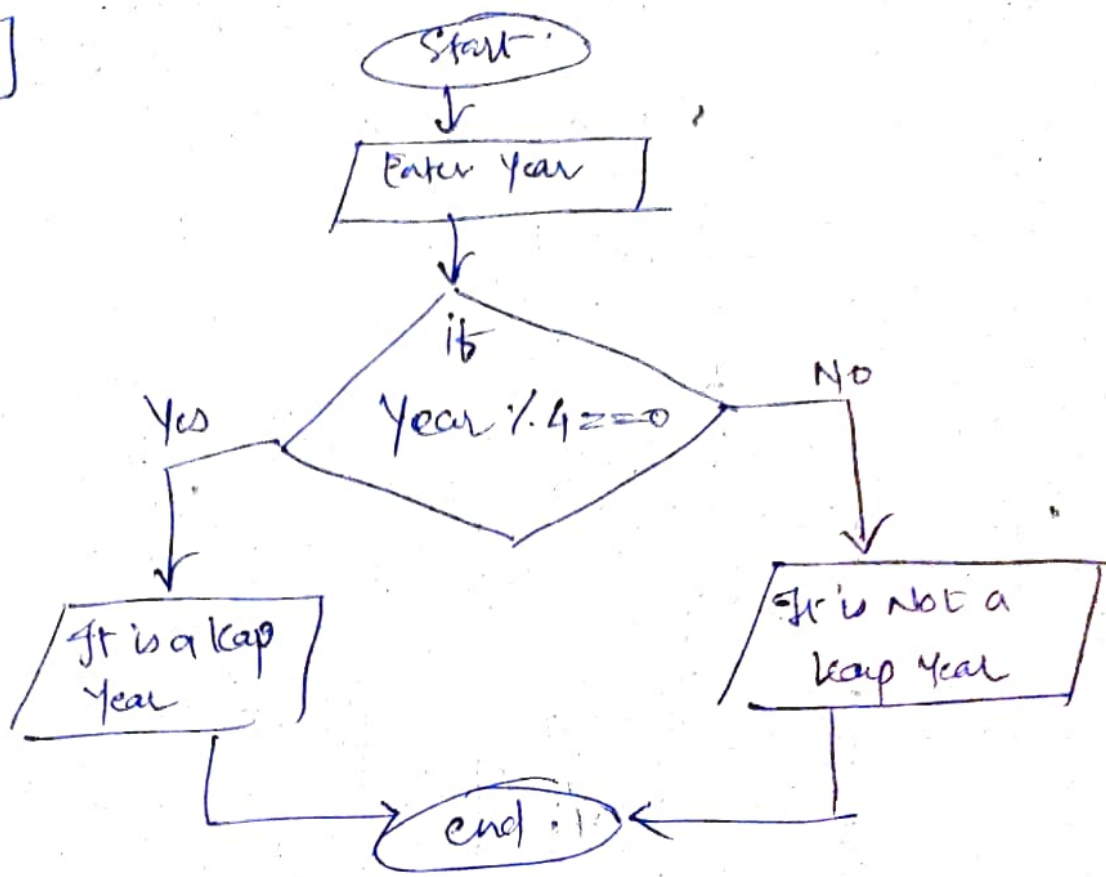 Start
Enter Year
if
Year % 4 == 0
Yes
No
It is a leap
Year
It is Not a
leap year
end